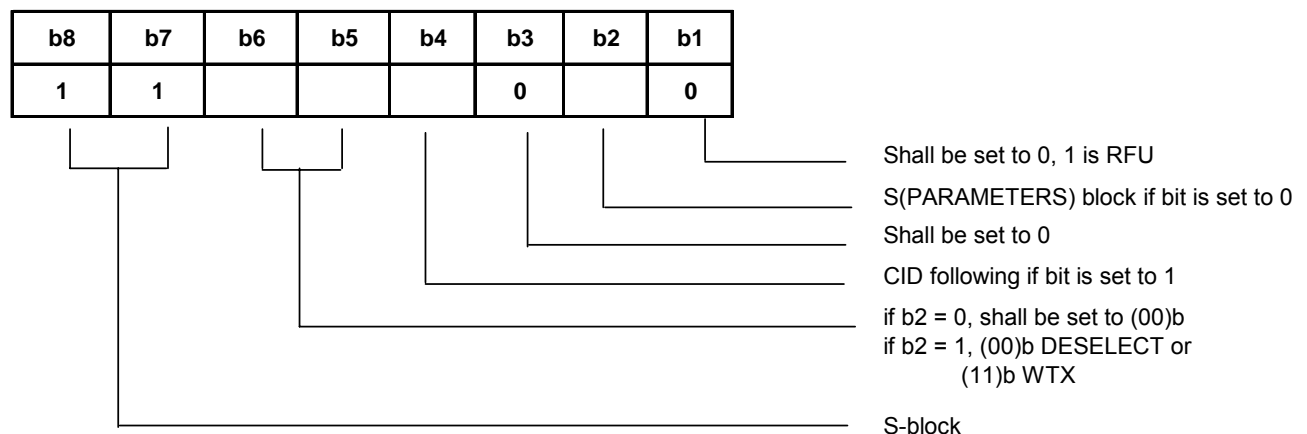 b8 b7 b6 b5 b4 b3 b2 b1
1 1 0 0
Shall be set to 0, 1 is RFU
S(PARAMETERS) block if bit is set to 0
Shall be set to 0
CID following if bit is set to 1
if b2 = 0, shall be set to (00)b
if b2 = 1, (00)b DESELECT or
(11)b WTX
S-block